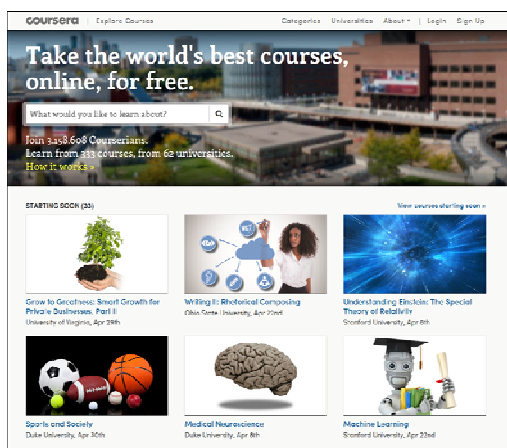 coursera | Explore Courses Categories Universities About | Login Sign Up
Take the world's best courses,
online, for free.
What would you like to learn about?
Join 3,158,608 Courserians.
Learn from 333 courses, from 62 universities.
How it works »
STARTING SOON View courses starting soon »
Grow to Greatness: Smart Growth for
Private Businesses, Part II
University of Virginia, Apr 29th
Writing II: Rhetorical Composing
Ohio State University, Apr 22nd
Understanding Einstein: The Special
Theory of Relativity
Stanford University, Apr 8th
Sports and Society
Duke University, Apr 30th
Medical Neuroscience
Duke University, Apr 8th
Machine Learning
Stanford University, Apr 22nd